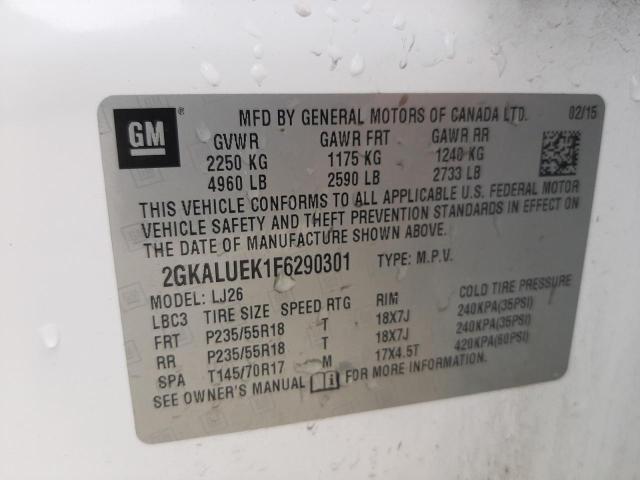 GM
MFD BY GENERAL MOTORS OF CANADA LTD. 02/15
GVWR GAWR FRT GAWR RR
2250 KG 1175 KG 1240 KG
4960 LB 2590 LB 2733 LB
THIS VEHICLE CONFORMS TO ALL APPLICABLE U.S. FEDERAL MOTOR
VEHICLE SAFETY AND THEFT PREVENTION STANDARDS IN EFFECT ON
THE DATE OF MANUFACTURE SHOWN ABOVE.
2GKALUEK1F6290301 TYPE: M.P.V.
MODEL: LJ26
LBC3 TIRE SIZE SPEED RTG RIM COLD TIRE PRESSURE
FRT P235/55R18 T 18X7J 240KPA(35PSI)
RR P235/55R18 T 18X7J 240KPA(35PSI)
SPA T145/70R17 M 17X4.5T 420KPA(60PSI)
SEE OWNER'S MANUAL FOR MORE INFORMATION